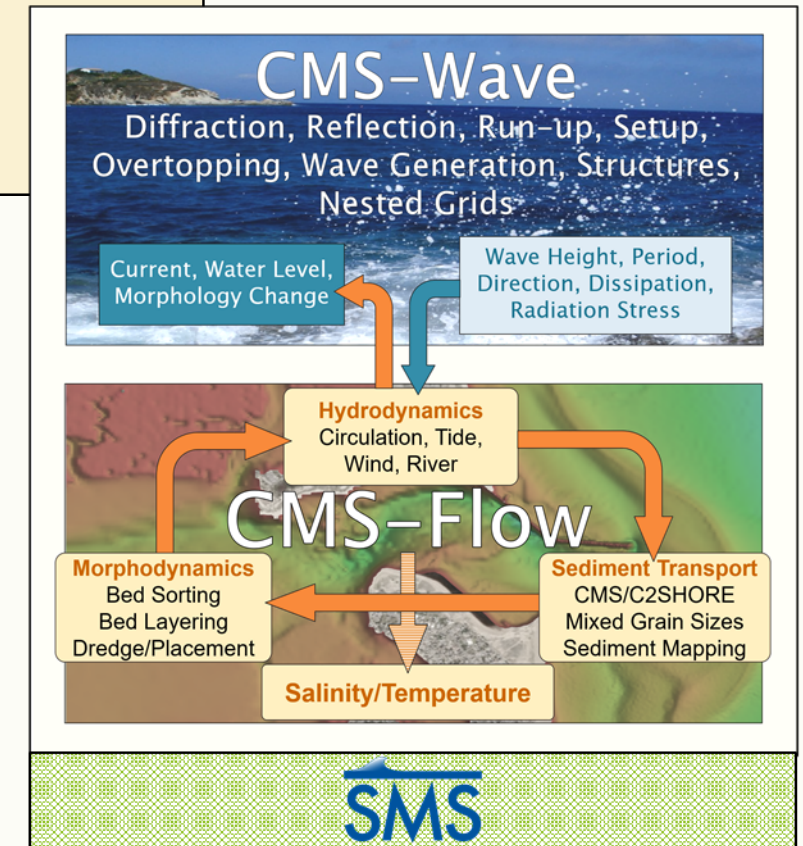 CMS-Wave
Diffraction, Reflection, Run-up, Setup,
Overtopping, Wave Generation, Structures,
Nested Grids
Current, Water Level,
Morphology Change
Wave Height, Period,
Direction, Dissipation,
Radiation Stress
Hydrodynamics
Circulation, Tide,
Wind, River
CMS-Flow
Morphodynamics
Bed Sorting
Bed Layering
Dredge/Placement
Sediment Transport
CMS/C2SHORE
Mixed Grain Sizes
Sediment Mapping
Salinity/Temperature
SMS